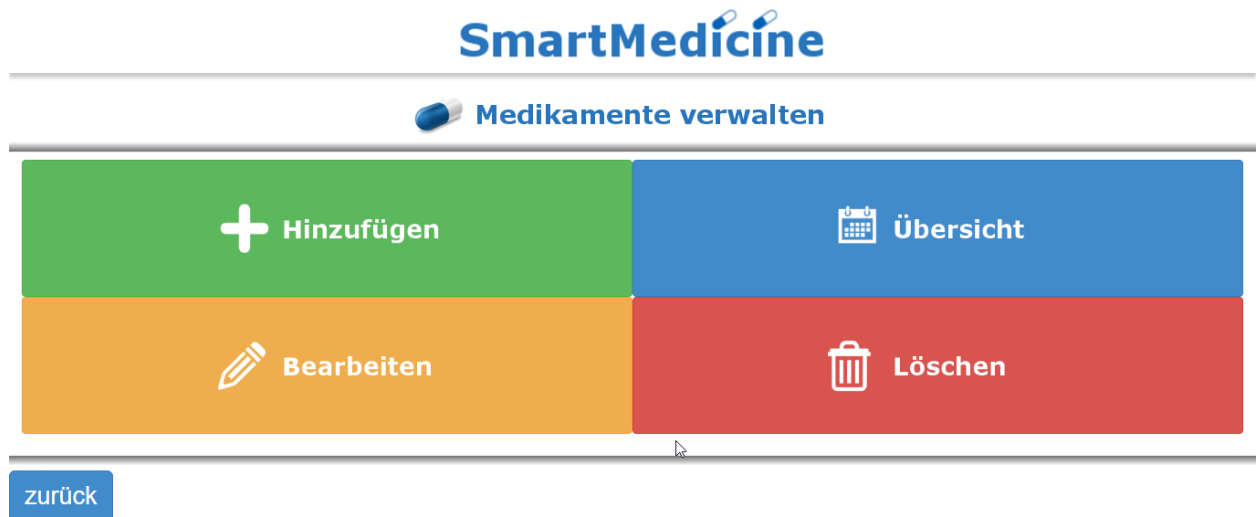 SmartMedicine
Medikamente verwalten
Hinzufügen
Übersicht
Bearbeiten
Löschen
zurück